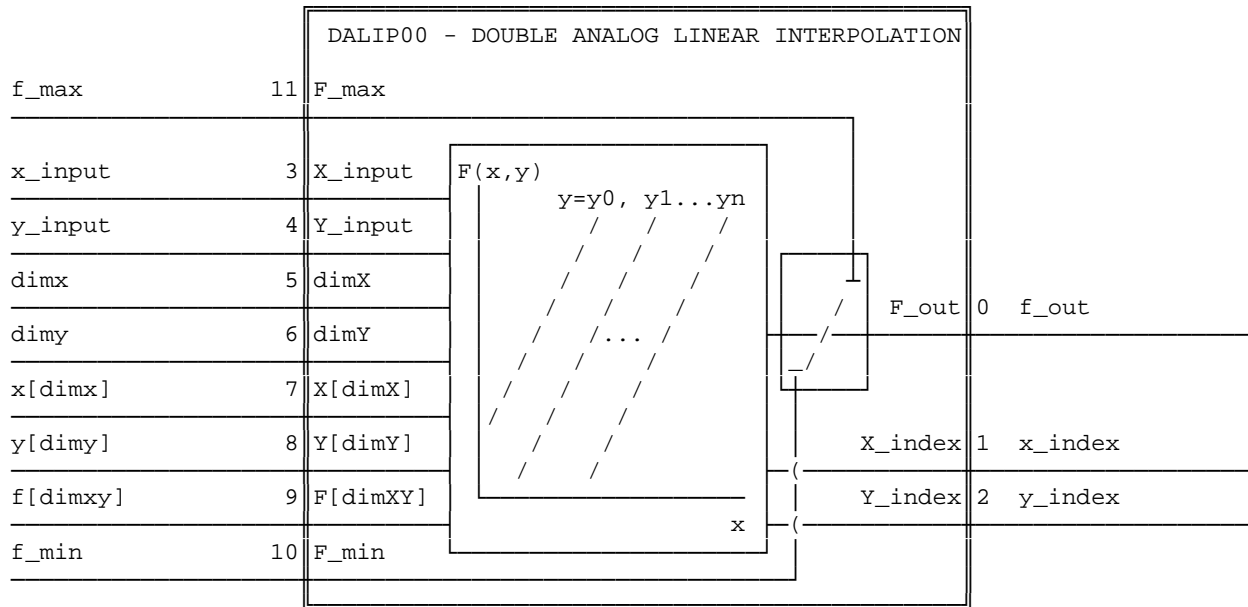 DALIP00 - DOUBLE ANALOG LINEAR INTERPOLATION
f_max 11 F_max
x_input 3 X_input F(x,y)
y=y0, y1...yn
y_input 4 Y_input
dimx 5 dimX
F_out 0 f_out
dimy 6 dimY ...
x[dimx] 7 X[dimX]
y[dimy] 8 Y[dimY] X_index 1 x_index
f[dimxy] 9 F[dimXY] Y_index 2 y_index
x
f_min 10 F_min